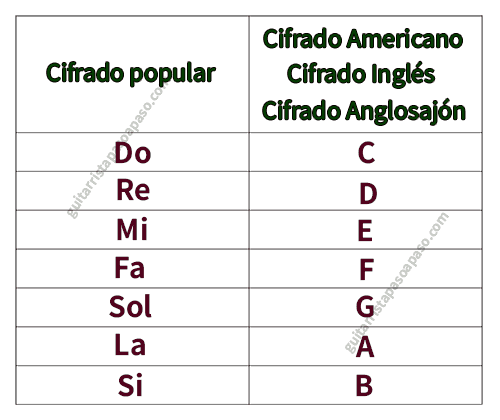 Cifrado popular
Cifrado Americano
Cifrado Inglés
Cifrado Anglosajón
Do C
Re D
Mi E
Fa F
Sol G
La A
Si B
guitarristapasoapaso.com
guitarristapasoapaso.com